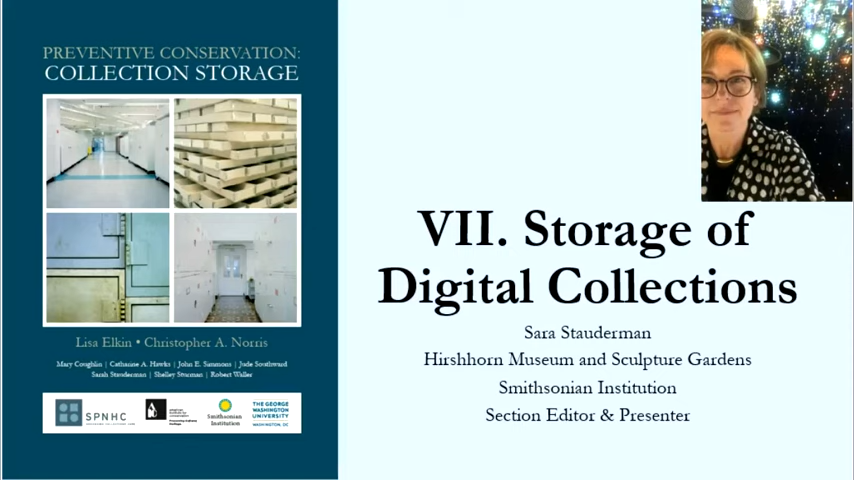 PREVENTIVE CONSERVATION:
COLLECTION STORAGE
Lisa Elkin • Christopher A. Norris
Mary Coughlin | Catharine A. Hawks | John E. Simmons | Jude Southward
Sarah Stauderman | Shelley Sturman | Robert Waller
SPNHC
Smithsonian
Institution
THE GEORGE
WASHINGTON
UNIVERSITY
WASHINGTON, DC
VII. Storage of
Digital Collections
Sara Stauderman
Hirshhorn Museum and Sculpture Gardens
Smithsonian Institution
Section Editor & Presenter